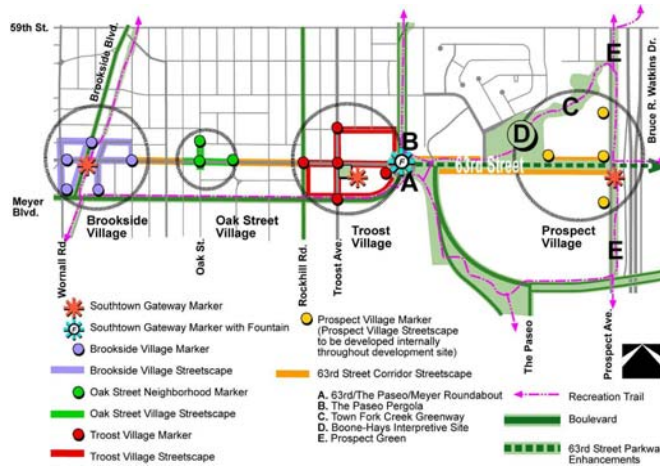 59th St.
Brookside Blvd.
Bruce R. Watkins Dr.
E
C
D
B
F
63rd Street
A
Meyer
Blvd.
Brookside
Village
Oak Street
Village
Troost
Village
Prospect
Village
E
Wornall Rd.
Oak St.
Rockhill Rd.
Troost Ave.
The Paseo
Prospect Ave.
Southtown Gateway Marker
F
Southtown Gateway Marker with Fountain
Brookside Village Marker
Brookside Village Streetscape
Oak Street Neighborhood Marker
Oak Street Village Streetscape
Troost Village Marker
Troost Village Streetscape
Prospect Village Marker
(Prospect Village Streetscape
to be developed internally
throughout development site)
63rd Street Corridor Streetscape
A. 63rd/The Paseo/Meyer Roundabout
B. The Paseo Pergola
C. Town Fork Creek Greenway
D. Boone-Hays Interpretive Site
E. Prospect Green
Recreation Trail
Boulevard
63rd Street Parkway
Enhancements